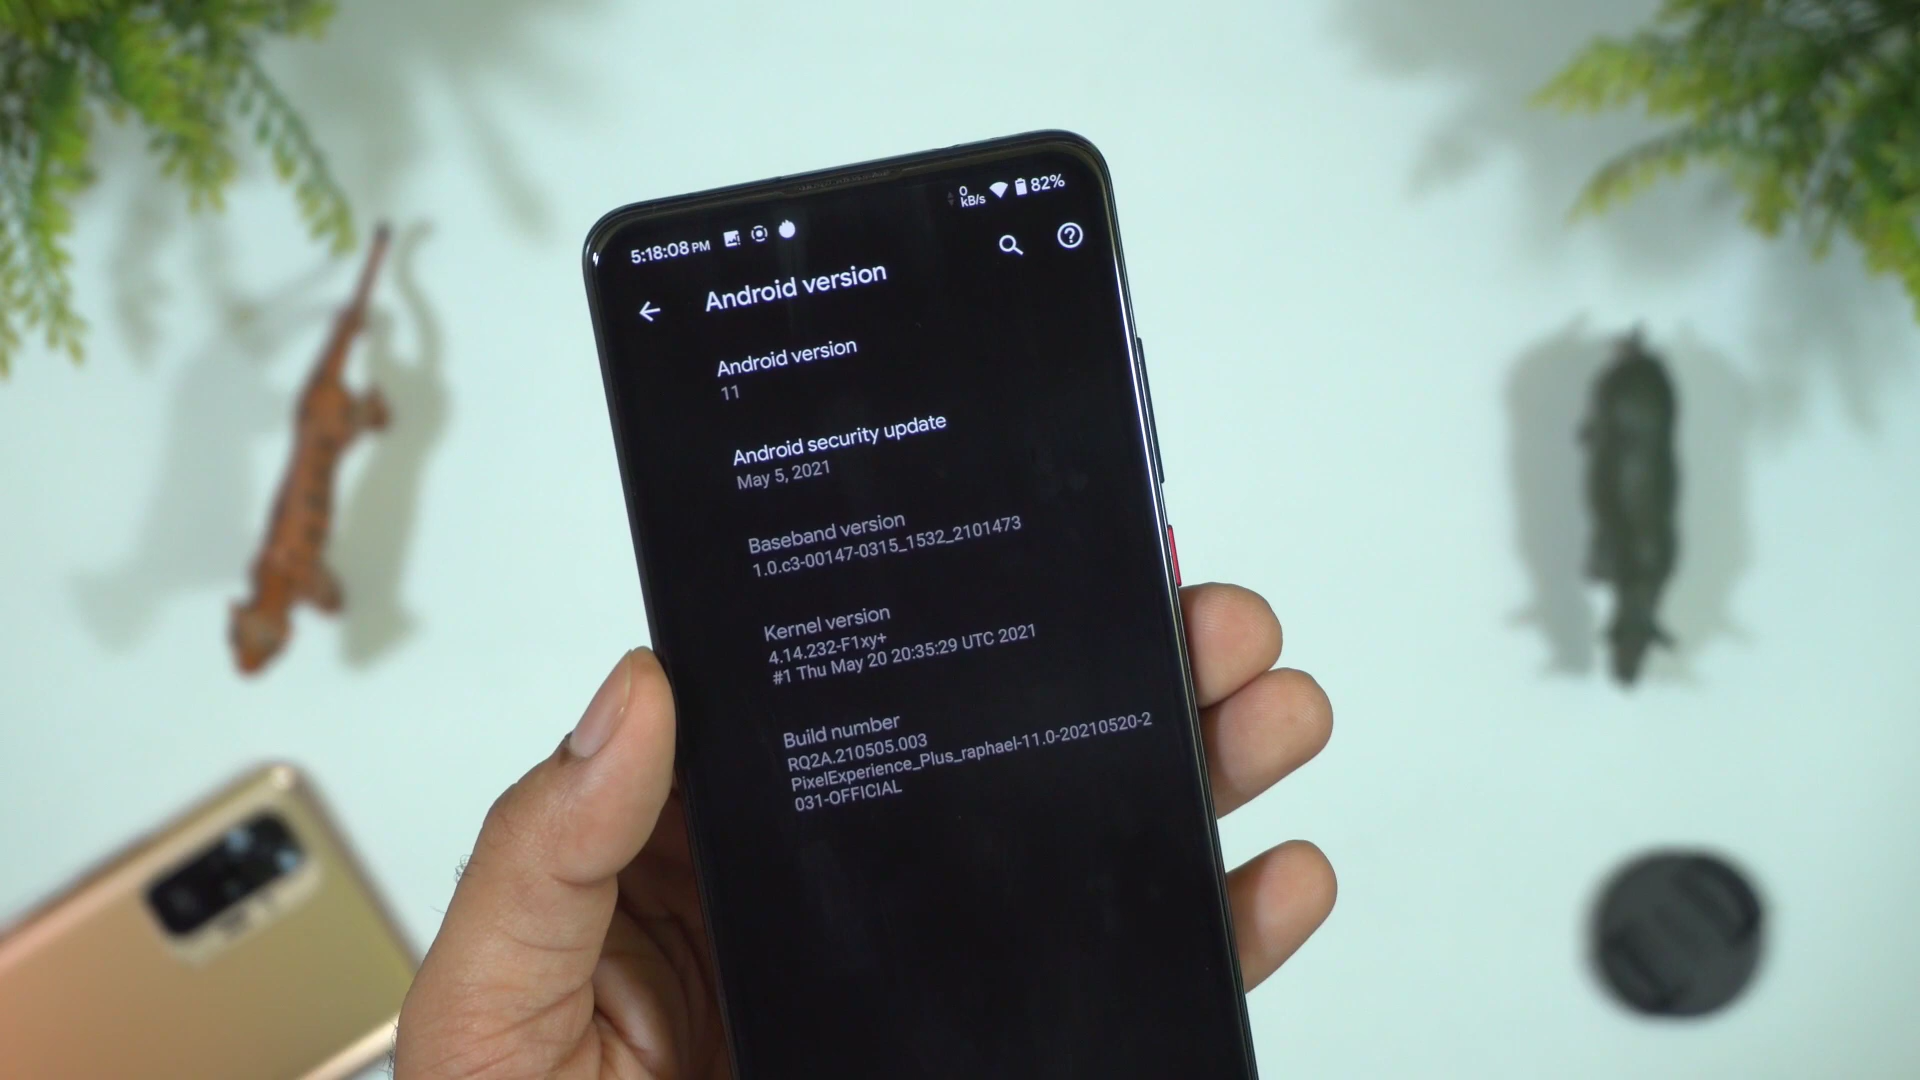 5:18:08 PM
0
kB/s
82%
Android version
Android version
11
Android security update
May 5, 2021
Baseband version
1.0.c3-00147-0315_1532_2101473
Kernel version
4.14.232-F1xy+
#1 Thu May 20 20:35:29 UTC 2021
Build number
RQ2A.210505.003
PixelExperience_Plus_raphael-11.0-20210520-2
031-OFFICIAL